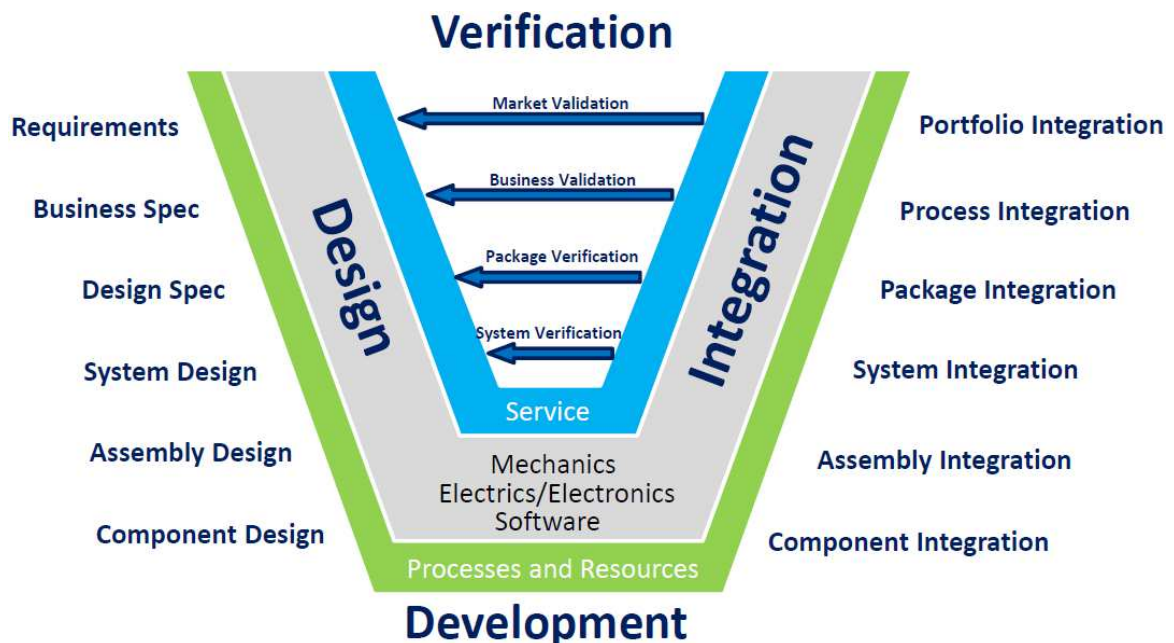 Verification
Market Validation
Requirements
Portfolio Integration
Business Validation
Business Spec
Process Integration
Design
Integration
Package Verification
Design Spec
Package Integration
System Verification
System Design
System Integration
Service
Assembly Design
Mechanics
Electrics/Electronics
Software
Assembly Integration
Component Design
Component Integration
Processes and Resources
Development